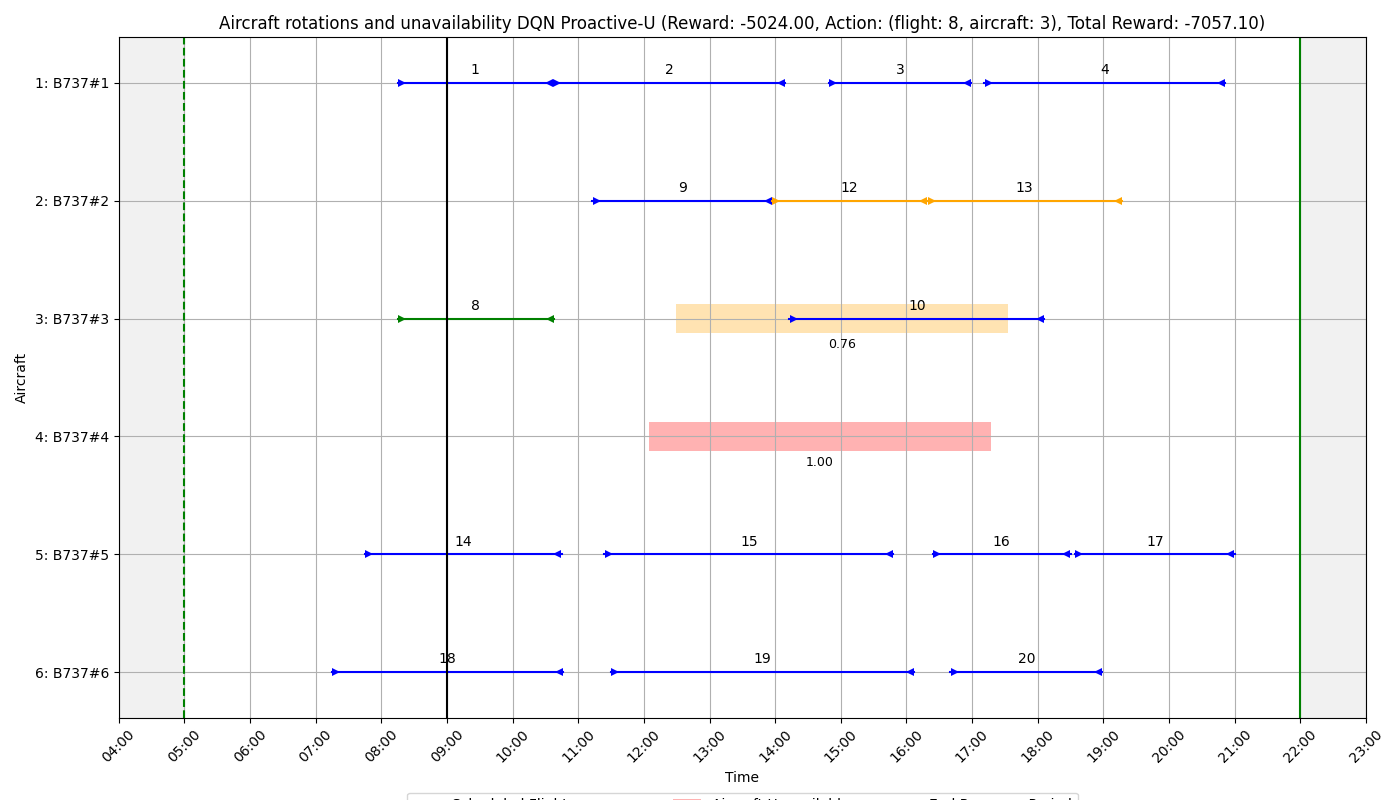 Aircraft rotations and unavailability DQN Proactive-U (Reward: -5024.00, Action: (flight: 8, aircraft: 3), Total Reward: -7057.10)
1: B737#1
1 2 3 4
2: B737#2
9 12 13
3: B737#3
8 10
0.76
4: B737#4
1.00
5: B737#5
14 15 16 17
6: B737#6
18 19 20
Aircraft
04:00 05:00 06:00 07:00 08:00 09:00 10:00 11:00 12:00 13:00 14:00 15:00 16:00 17:00 18:00 19:00 20:00 21:00 22:00 23:00
Time